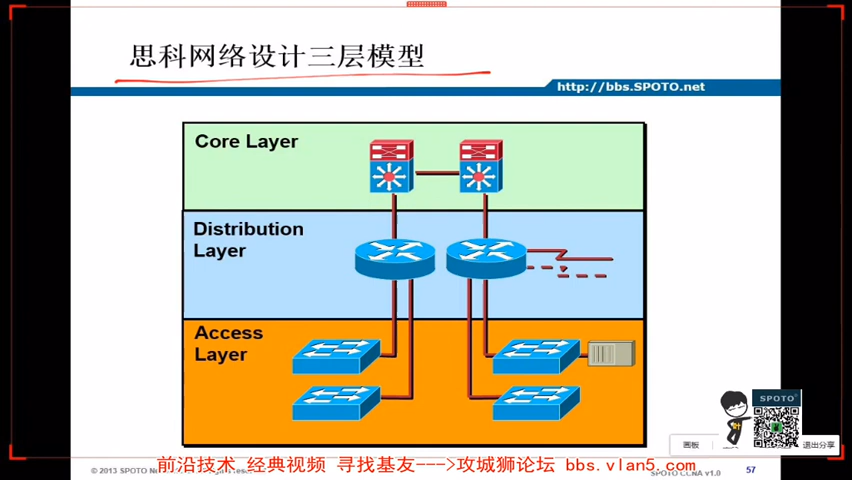 思科网络设计三层模型
http://bbs.SPOTO.net
Core Layer
Distribution
Layer
Access
Layer
SPOTO
画板
退出分享
前沿技术 经典视频 寻找基友--->攻城狮论坛 bbs.vlan5.com
© 2013 SPOTO
SPOTO CCNA v1.0
57